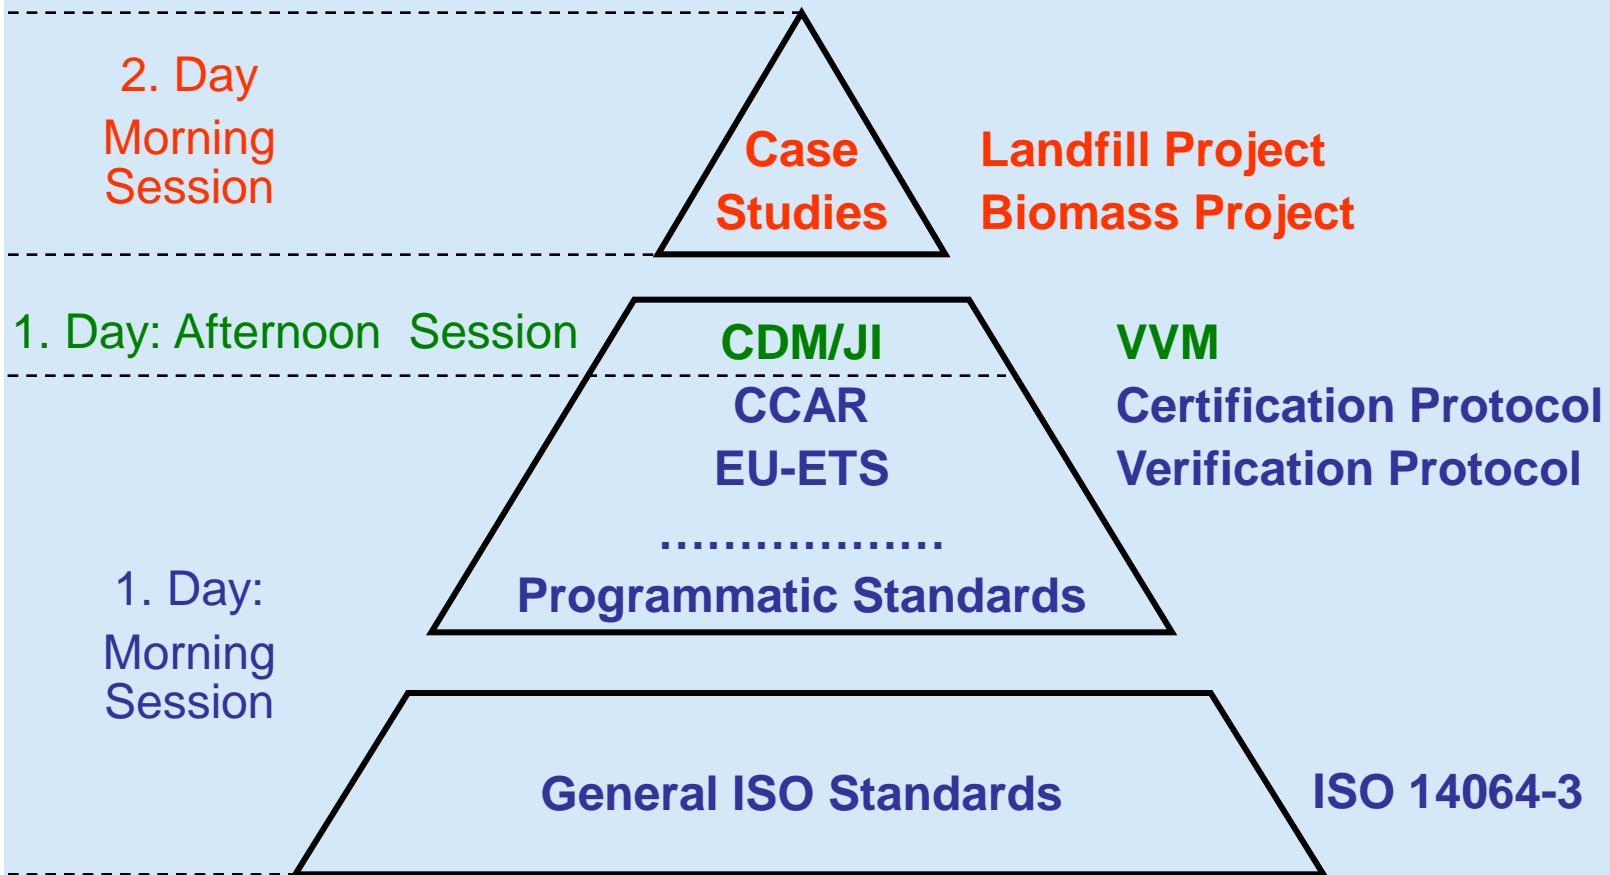 2. Day
Morning
Session
Case
Studies
Landfill Project
Biomass Project
1. Day: Afternoon  Session
CDM/JI
VVM
CCAR
Certification Protocol
EU-ETS
Verification Protocol
………………
Programmatic Standards
1. Day:
Morning
Session
General ISO Standards
ISO 14064-3